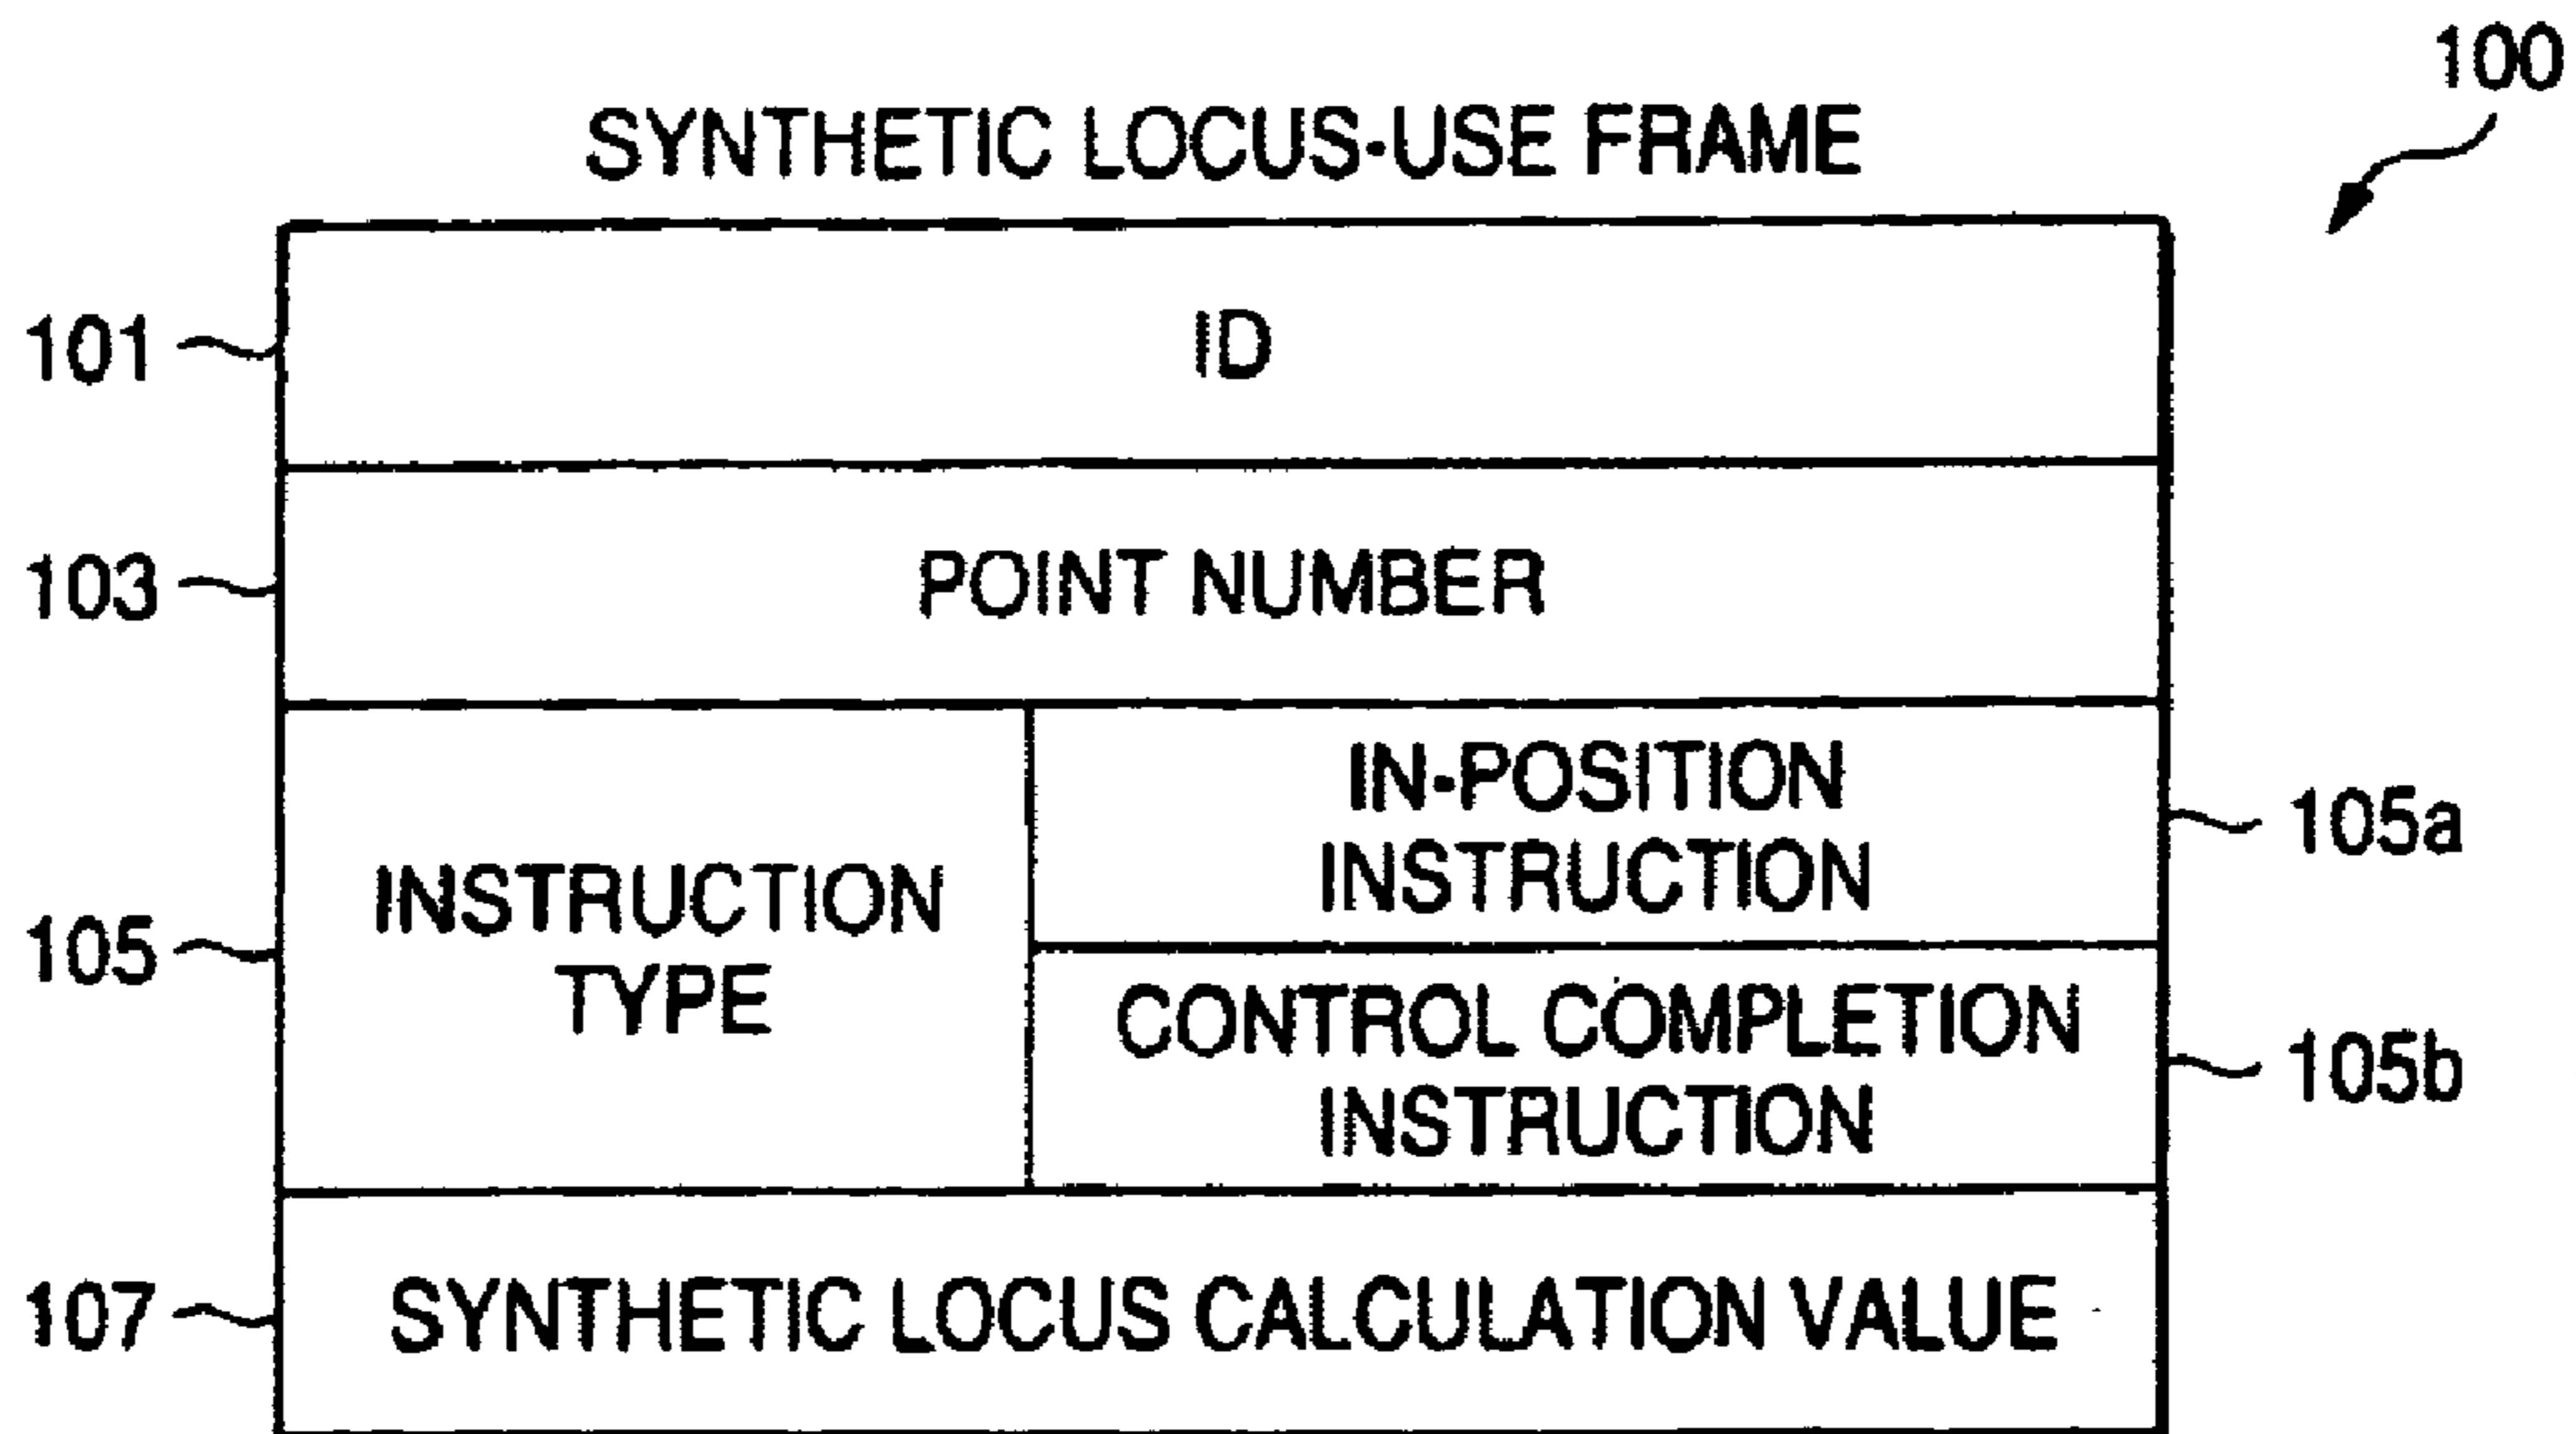 100
SYNTHETIC LOCUS-USE FRAME
101
ID
103
POINT NUMBER
105
INSTRUCTION
TYPE
IN-POSITION
INSTRUCTION
105a
CONTROL COMPLETION
INSTRUCTION
105b
107
SYNTHETIC LOCUS CALCULATION VALUE